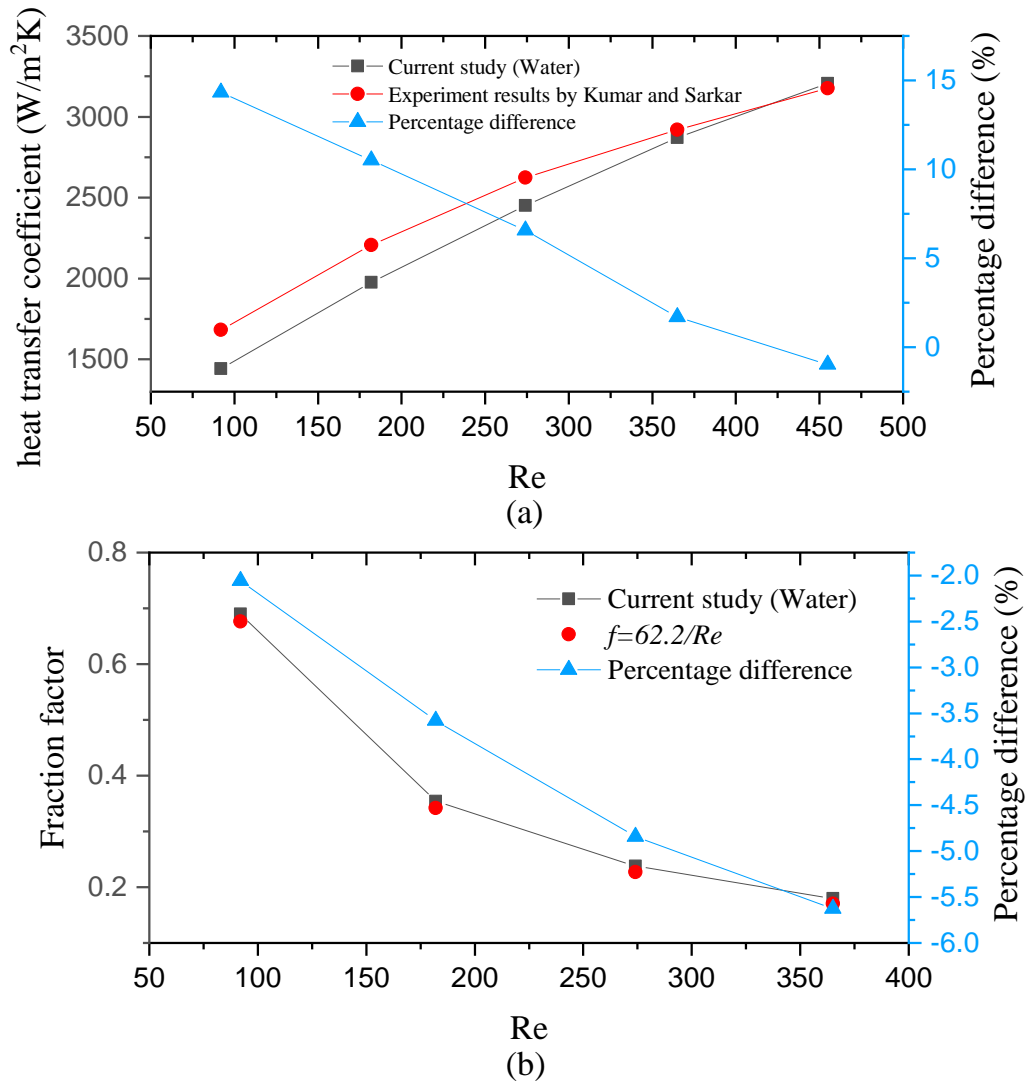 heat transfer coefficient (W/m²K)
3500
3000
2500
2000
1500
Current study (Water)
Experiment results by Kumar and Sarkar
Percentage difference
15
10
5
0
Percentage difference (%)
50 100 150 200 250 300 350 400 450 500
Re
(a)
Fraction factor
0.8
0.6
0.4
0.2
Current study (Water)
f=62.2/Re
Percentage difference
-2.0
-2.5
-3.0
-3.5
-4.0
-4.5
-5.0
-5.5
-6.0
Percentage difference (%)
50 100 150 200 250 300 350 400
Re
(b)